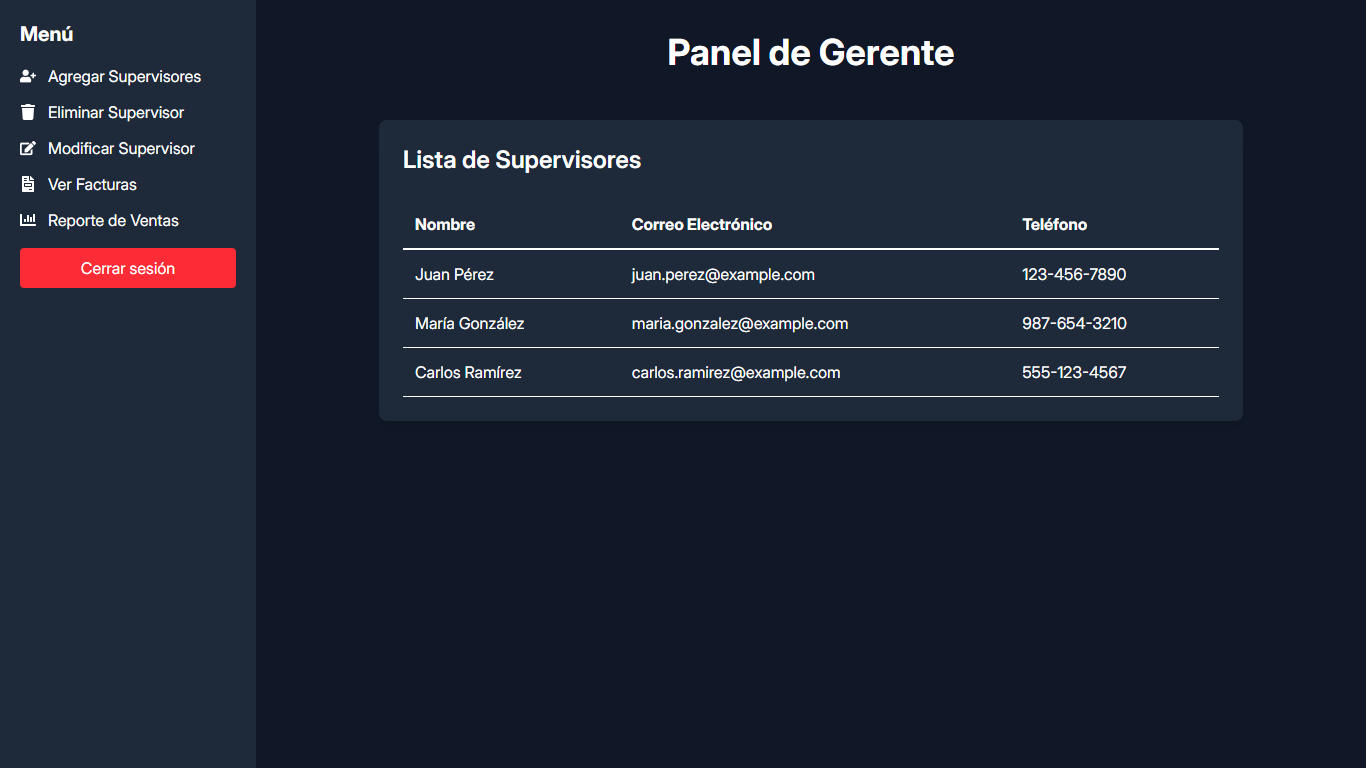 Menú
Agregar Supervisores
Eliminar Supervisor
Modificar Supervisor
Ver Facturas
Reporte de Ventas
Cerrar sesión
Panel de Gerente
Lista de Supervisores
Nombre Correo Electrónico Teléfono
Juan Pérez juan.perez@example.com 123-456-7890
María González maria.gonzalez@example.com 987-654-3210
Carlos Ramírez carlos.ramirez@example.com 555-123-4567